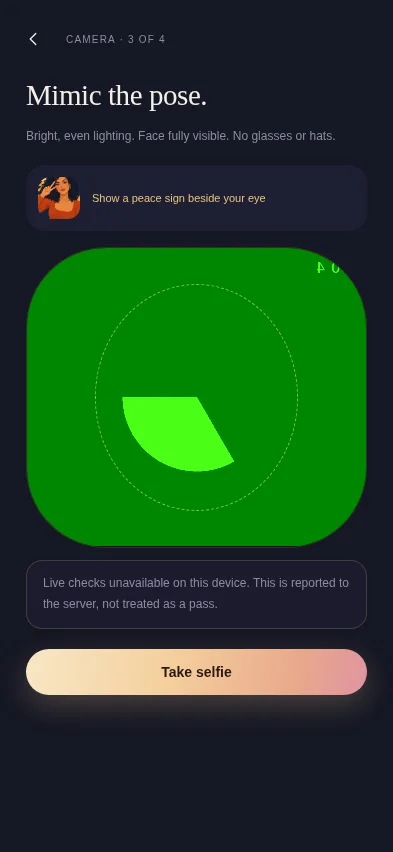 CAMERA · 3 OF 4
Mimic the pose.
Bright, even lighting. Face fully visible. No glasses or hats.
Show a peace sign beside your eye
Live checks unavailable on this device. This is reported to
the server, not treated as a pass.
Take selfie